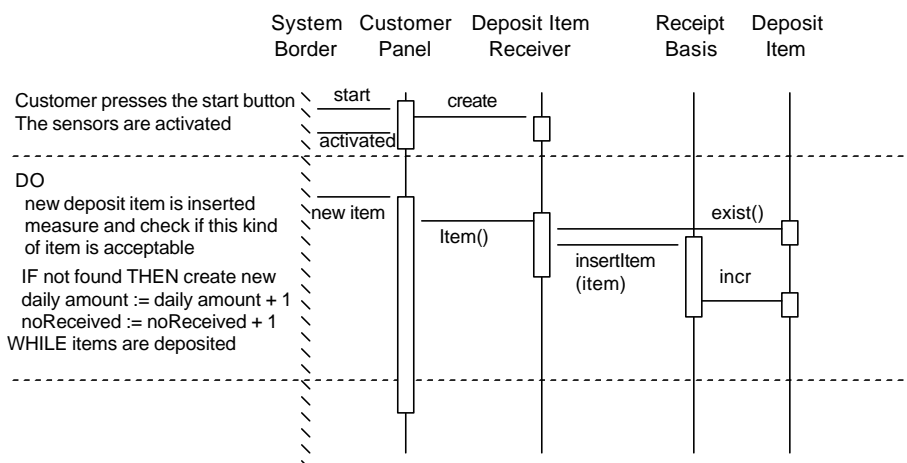 System Border
Customer Panel
Deposit Item Receiver
Receipt Basis
Deposit Item
Customer presses the start button
The sensors are activated
start
create
activated
DO
new deposit item is inserted
measure and check if this kind
of item is acceptable
IF not found THEN create new
daily amount := daily amount + 1
noReceived := noReceived + 1
WHILE items are deposited
new item
Item()
exist()
insertItem
(item)
incr